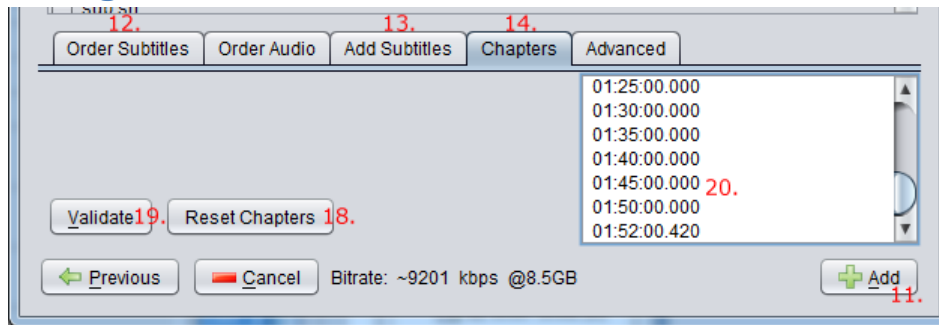 12. 13. 14.
Order Subtitles Order Audio Add Subtitles Chapters Advanced
01:25:00.000
01:30:00.000
01:35:00.000
01:40:00.000
01:45:00.000 20.
01:50:00.000
01:52:00.420
Validate 19. Reset Chapters 18.
Previous Cancel Bitrate: ~9201 kbps @8.5GB Add
11.